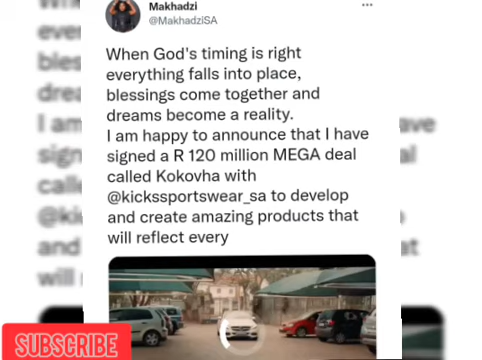 Makhadzi
@MakhadziSA
When God's timing is right
everything falls into place,
blessings come together and
dreams become a reality.
I am happy to announce that I have
signed a R 120 million MEGA deal
called Kokovha with
@kickssportswear_sa to develop
and create amazing products that
will reflect every
SUBSCRIBE